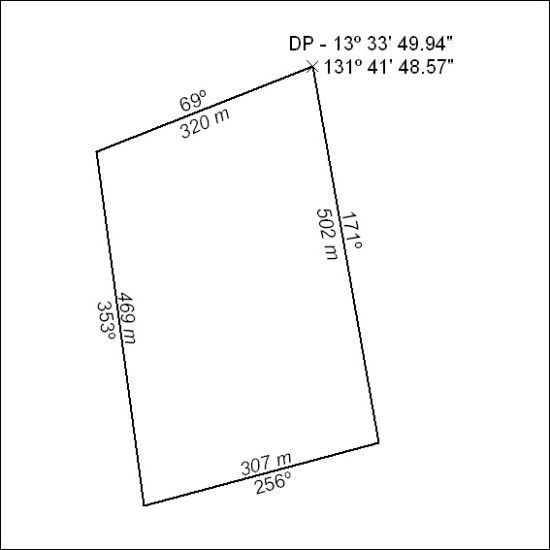 DP - 13º 33' 49.94"
131º 41' 48.57"
69º
320 m
171º
502 m
469 m
353º
307 m
256º